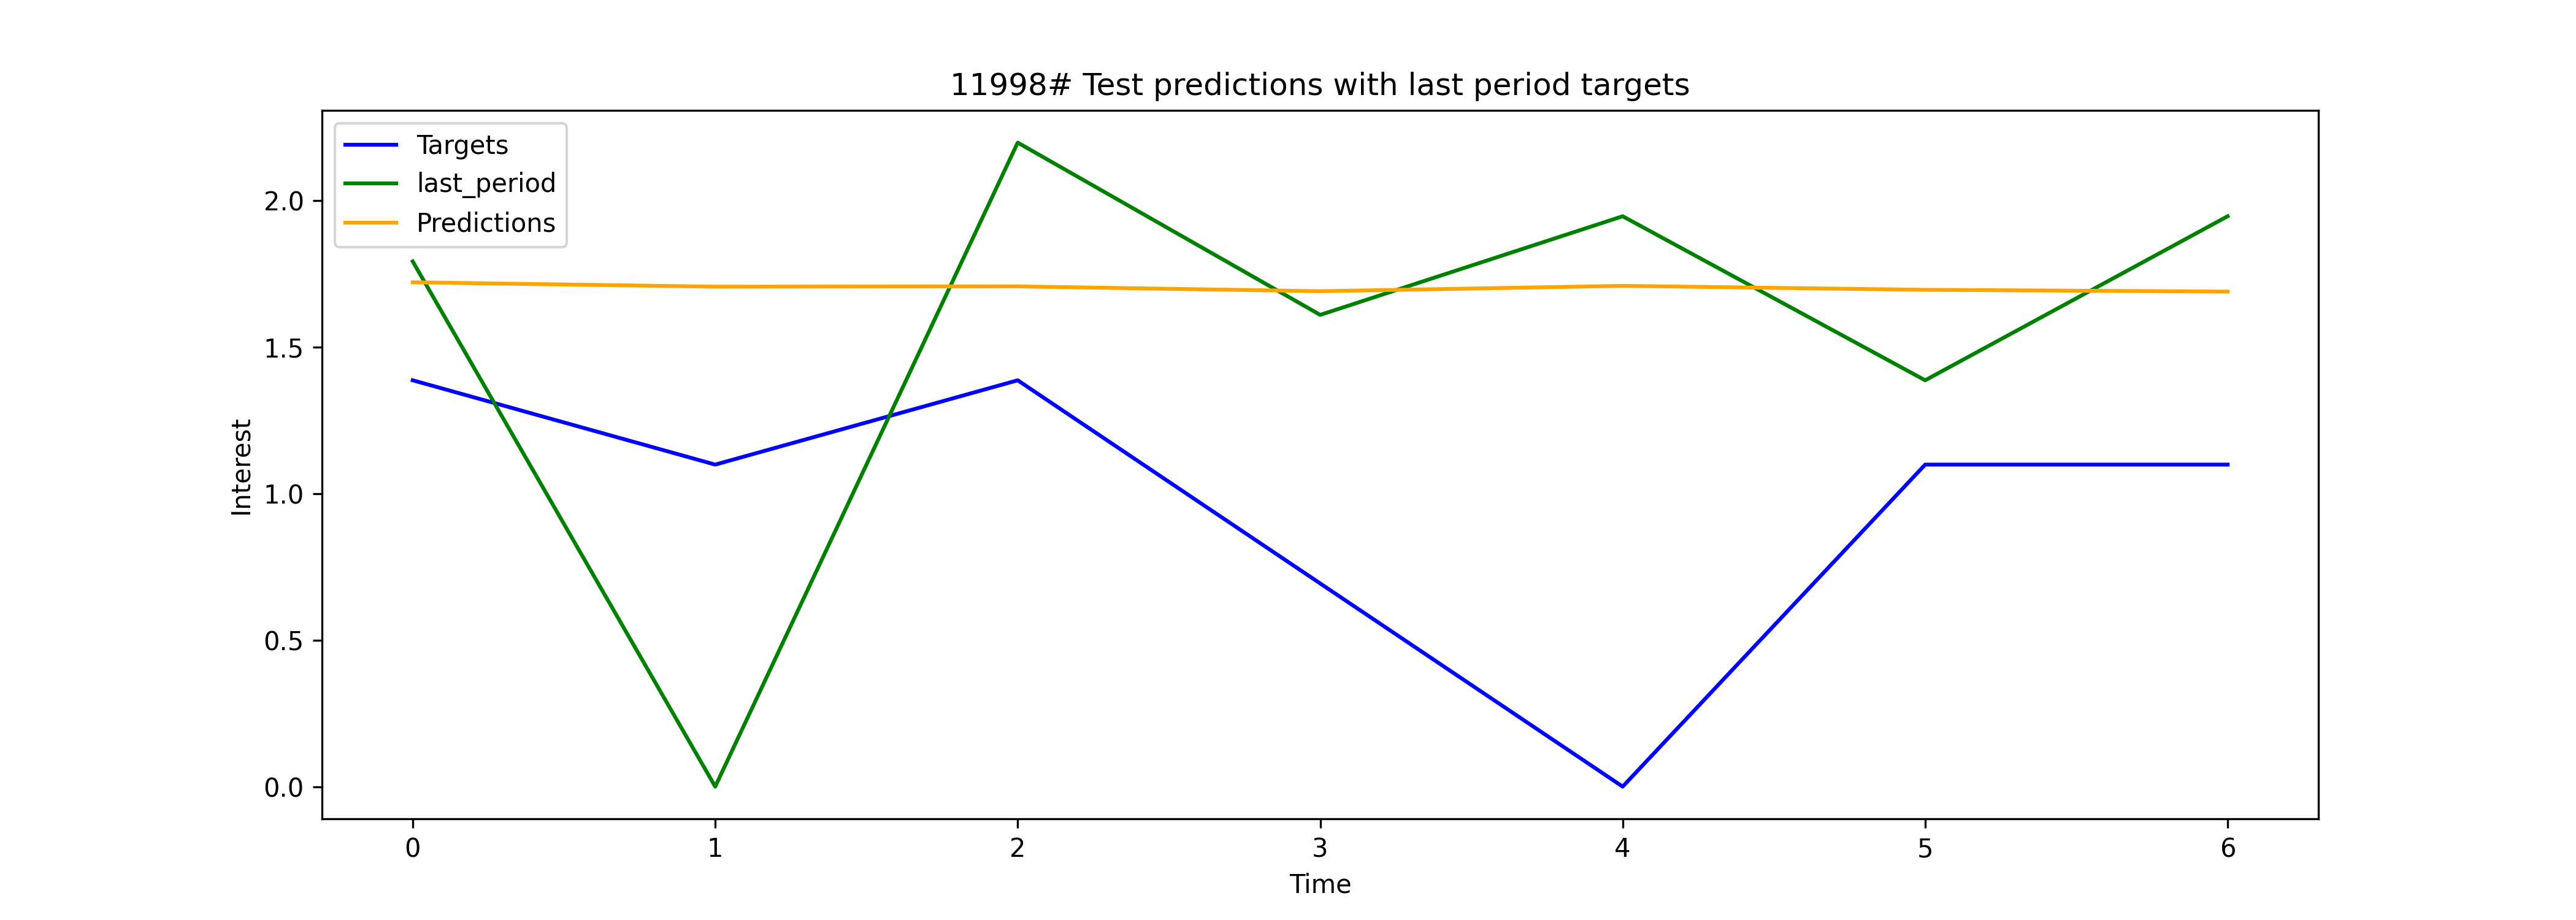 11998# Test predictions with last period targets
Targets
last_period
Predictions
2.0
1.5
1.0
0.5
0.0
Interest
0 1 2 3 4 5 6
Time